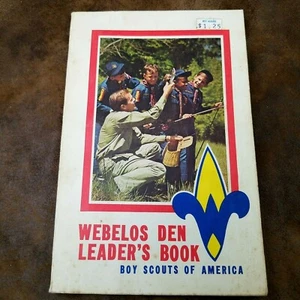 $1.25
WEBELOS DEN
LEADER'S BOOK
BOY SCOUTS OF AMERICA